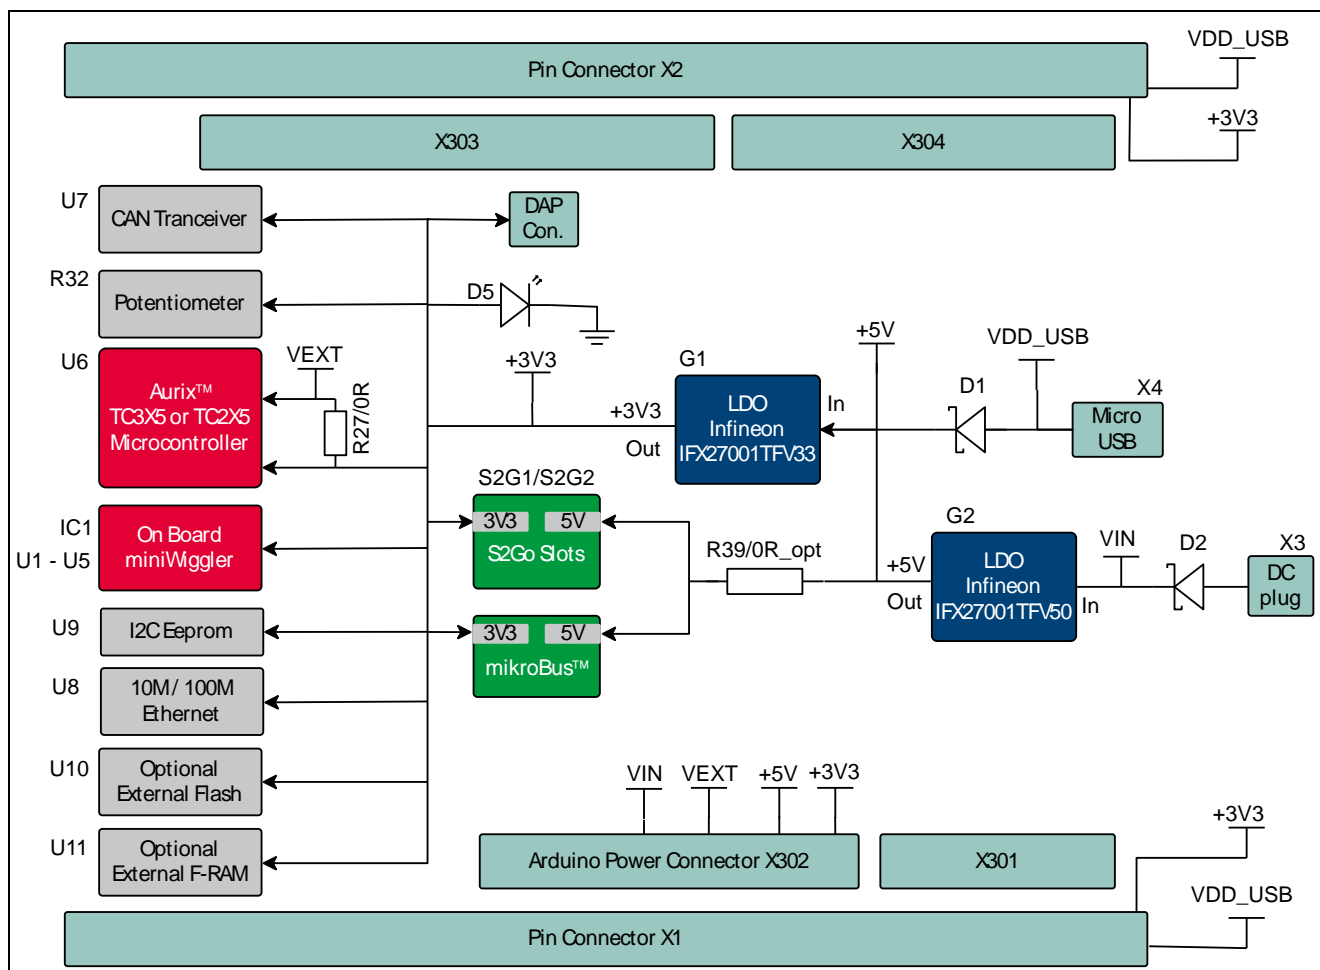 VDD_USB
Pin Connector X2
+3V3
X303
X304
U7
CAN Tranceiver
DAP
Con.
R32
Potentiometer
D5
U6
Aurix™
TC3X5 or TC2X5
Microcontroller
VEXT
R27/0R
+3V3
+3V3
Out
G1
LDO
Infineon
IFX27001TFV33
In
+5V
D1
VDD_USB
X4
Micro
USB
S2G1/S2G2
3V3
5V
S2Go Slots
IC1
U1 - U5
On Board
miniWiggler
R39/0R_opt
+5V
Out
G2
LDO
Infineon
IFX27001TFV50
In
VIN
D2
X3
DC
plug
U9
I2C Eeprom
3V3
5V
mikroBus™
U8
10M / 100M
Ethernet
U10
Optional
External Flash
VIN
VEXT
+5V
+3V3
U11
Optional
External F-RAM
Arduino Power Connector X302
X301
+3V3
VDD_USB
Pin Connector X1